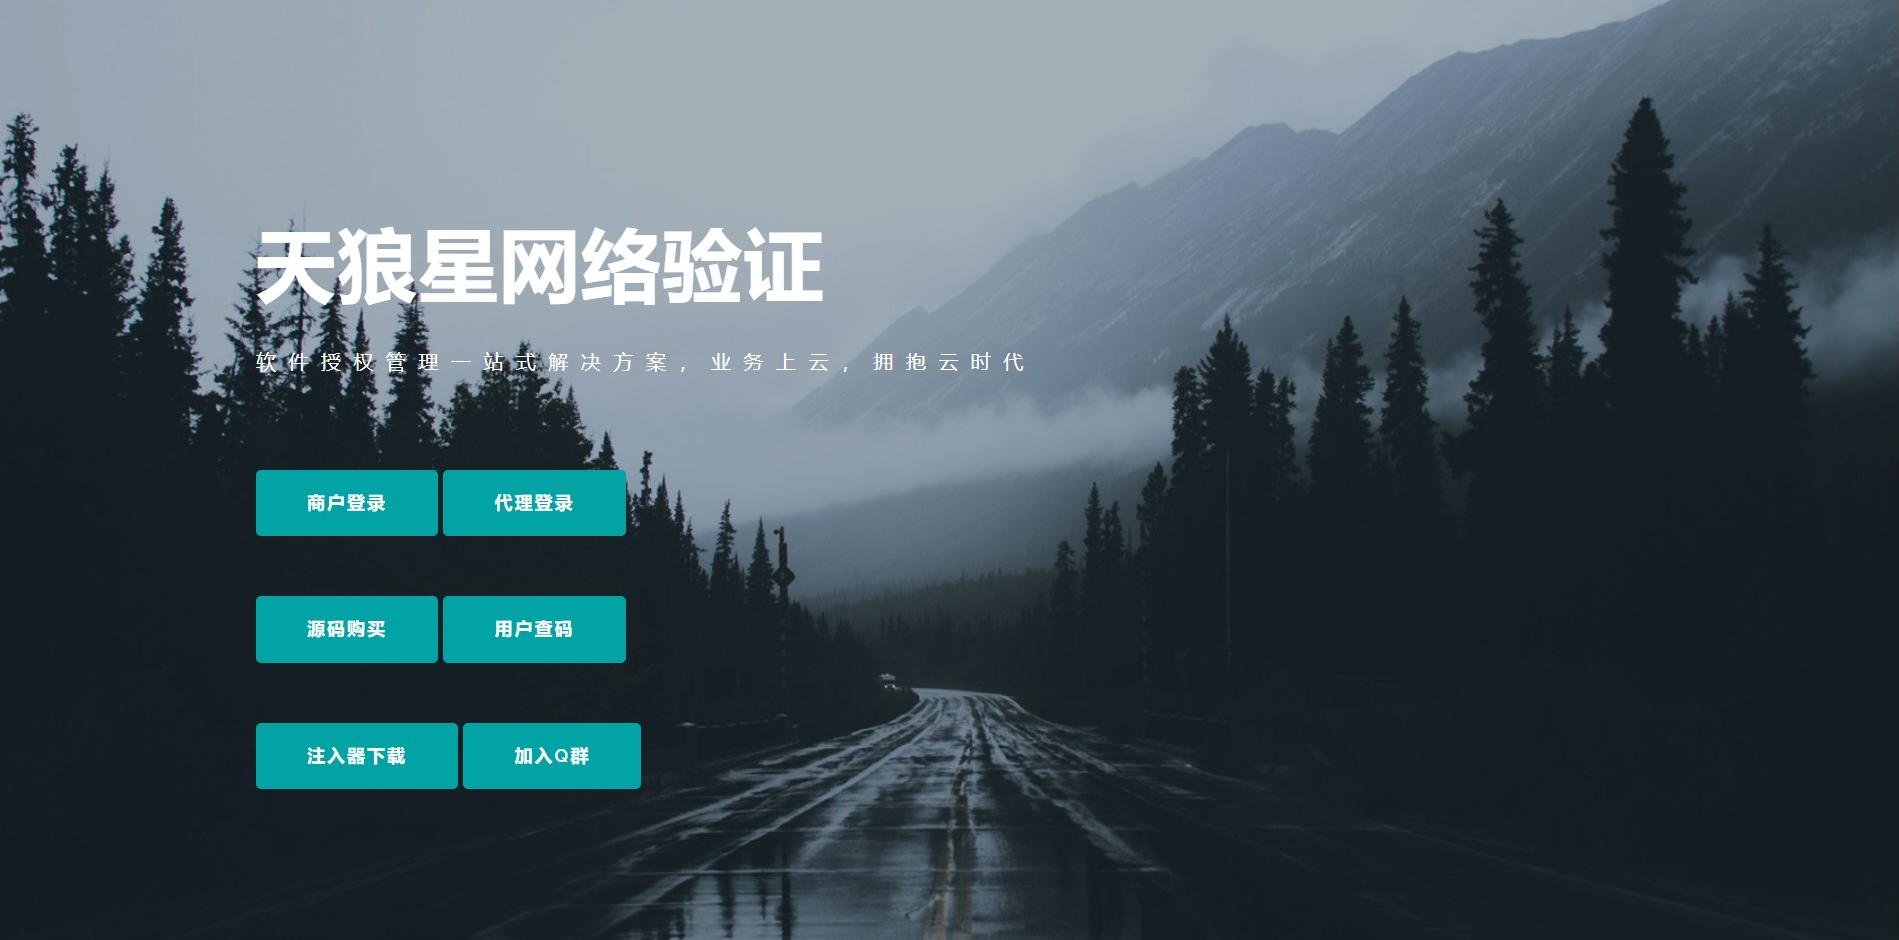 天狼星网络验证
软件授权管理一站式解决方案，业务上云，拥抱云时代
商户登录 代理登录
源码购买 用户查码
注入器下载 加入Q群